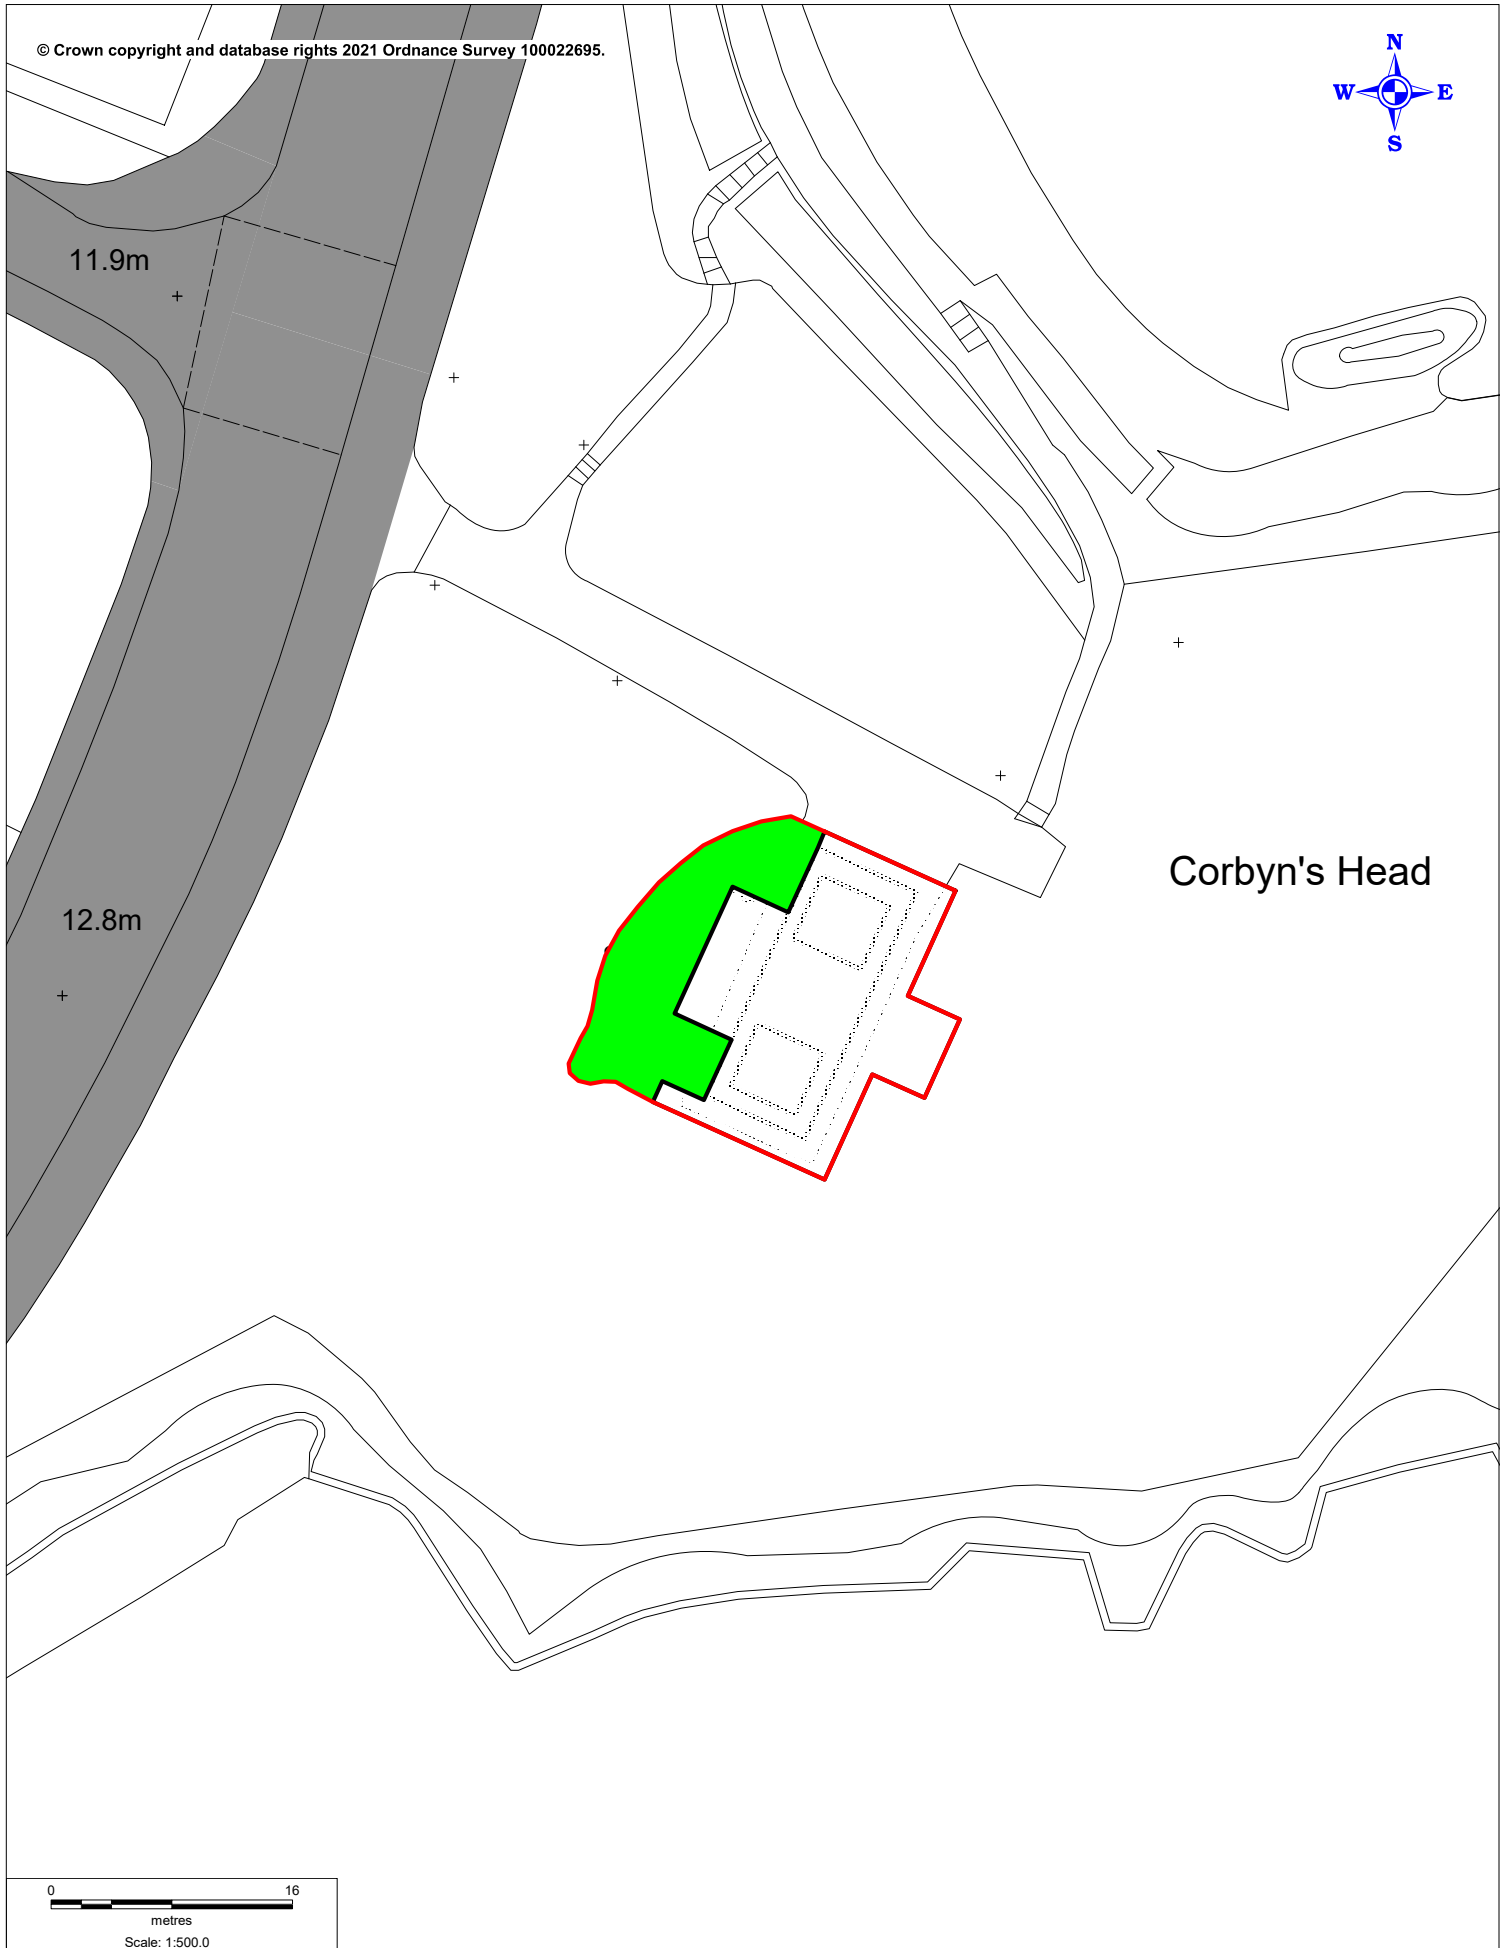 © Crown copyright and database rights 2021 Ordnance Survey 100022695.
N
W E
S
11.9m
Corbyn's Head
12.8m
0 16
metres
Scale: 1:500.0